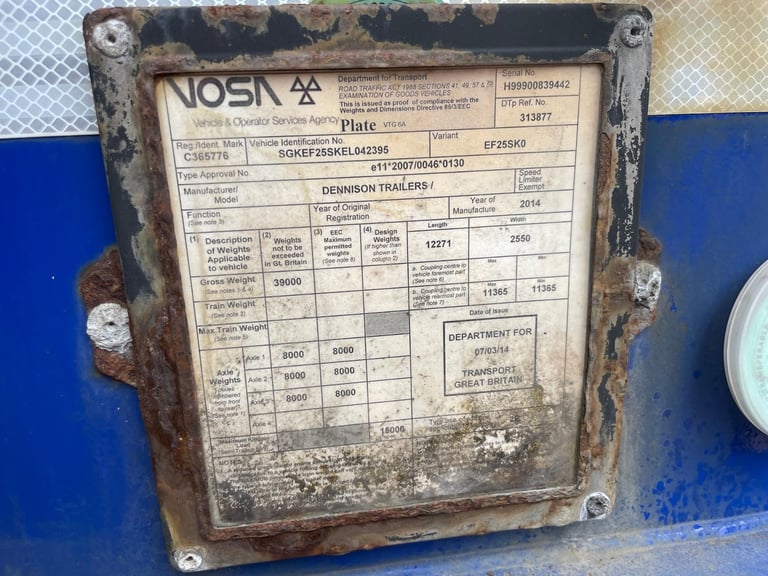 VOSA
Department for Transport
ROAD TRAFFIC ACT 1988 SECTIONS 41, 49, 57 &
EXAMINATION OF GOODS VEHICLES
This is issued as proof of compliance with the
Weights and Dimensions Directive 85/3/EEC
Serial No.
H99900839442
DTp Ref. No.
313877
Vehicle & Operator Services Agency
Plate VTG 6A
Reg./Ident. Mark
C365776
Vehicle Identification No.
SGKEF25SKEL042395
Variant
EF25SK0
Type Approval No.
e11*2007/0046*0130
Manufacturer/
Model
DENNISON TRAILERS /
Speed
Limiter
Exempt
Function
(See note 3)
Year of Original
Registration
Year of
Manufacture
2014
(1) Description
of Weights
Applicable
to vehicle
(2) Weights
not to be
exceeded
in Gt. Britain
(3) EEC
Maximum
permitted
weights
(See note 8)
(4) Design
Weights
(if higher than
shown in
column 2)
Length
12271
Width
2550
Gross Weight
(See notes 3 & 4)
39000
a. Coupling centre to
vehicle foremost part
(See note 6)
Max
Min
Train Weight
(See note 2)
b. Coupling centre to
vehicle rearmost part
(See note 7)
Max
11365
Min
11365
Max.Train Weight
(See note 5)
Date of Issue
DEPARTMENT FOR
07/03/14
TRANSPORT
GREAT BRITAIN
Axle
Weights
Axle 1
8000
8000
Axle 2
8000
8000
Axle 3
8000
8000
Axle 4
Load
15000
NOTES